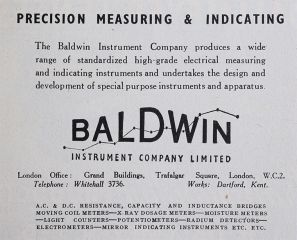 PRECISION MEASURING & INDICATING
The Baldwin Instrument Company produces a wide
range of standardized high-grade electrical measuring
and indicating instruments and undertakes the design and
development of special purpose instruments and apparatus.
BALDWIN
INSTRUMENT COMPANY LIMITED
London Office: Grand Buildings, Trafalgar Square, London, W.C.2.
Telephone: Whitehall 3736. Works: Dartford, Kent.
A.C. & D.C. RESISTANCE, CAPACITY AND INDUCTANCE BRIDGES
MOVING COIL METERS—X-RAY DOSAGE METERS—MOISTURE METERS
—LIGHT COUNTERS—POTENTIOMETERS—RADIUM DETECTORS—
ELECTROMETERS—MIRROR INDICATING INSTRUMENTS ETC. ETC.